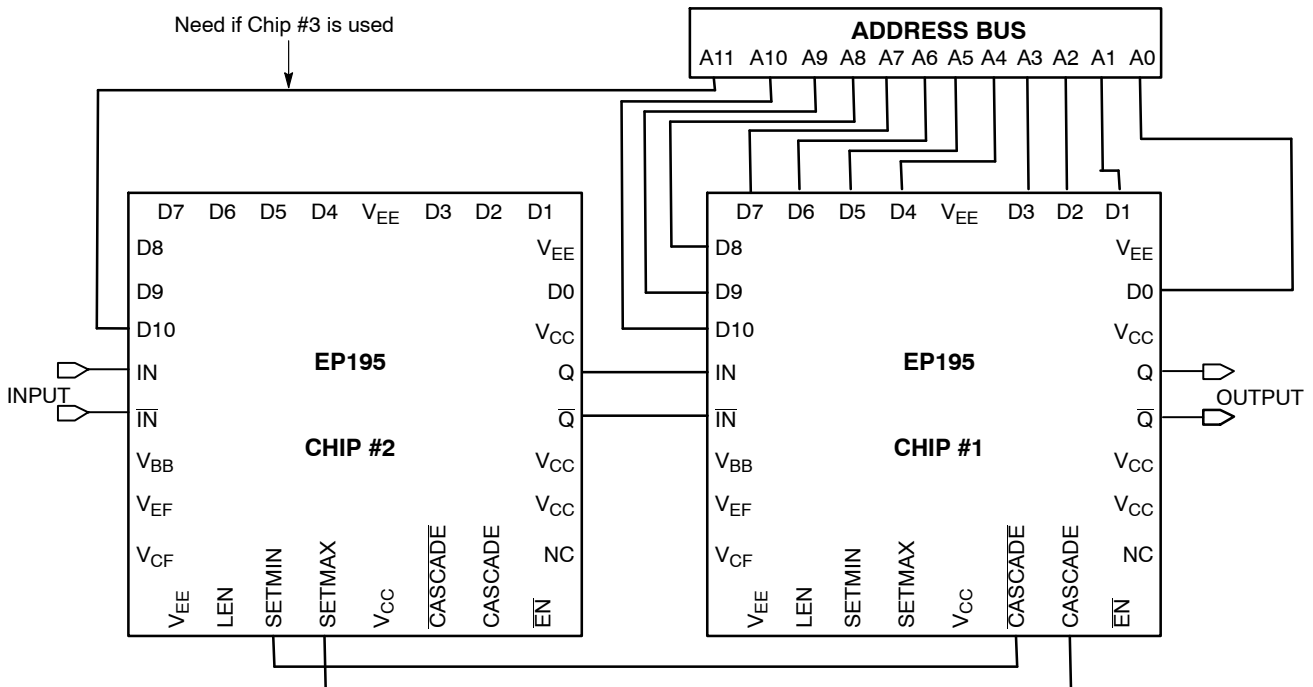 Need if Chip #3 is used
ADDRESS BUS
A11 A10 A9 A8 A7 A6 A5 A4 A3 A2 A1 A0
D7 D6 D5 D4 VEE D3 D2 D1
D8 VEE
D9 D0
D10 VCC
EP195
IN Q
INPUT
IN Q
CHIP #2
VBB VCC
VEF VCC
VCF NC
VEE LEN SETMIN SETMAX VCC CASCADE CASCADE EN
D7 D6 D5 D4 VEE D3 D2 D1
D8 VEE
D9 D0
D10 VCC
EP195
IN Q
OUTPUT
IN Q
CHIP #1
VBB VCC
VEF VCC
VCF NC
VEE LEN SETMIN SETMAX VCC CASCADE CASCADE EN